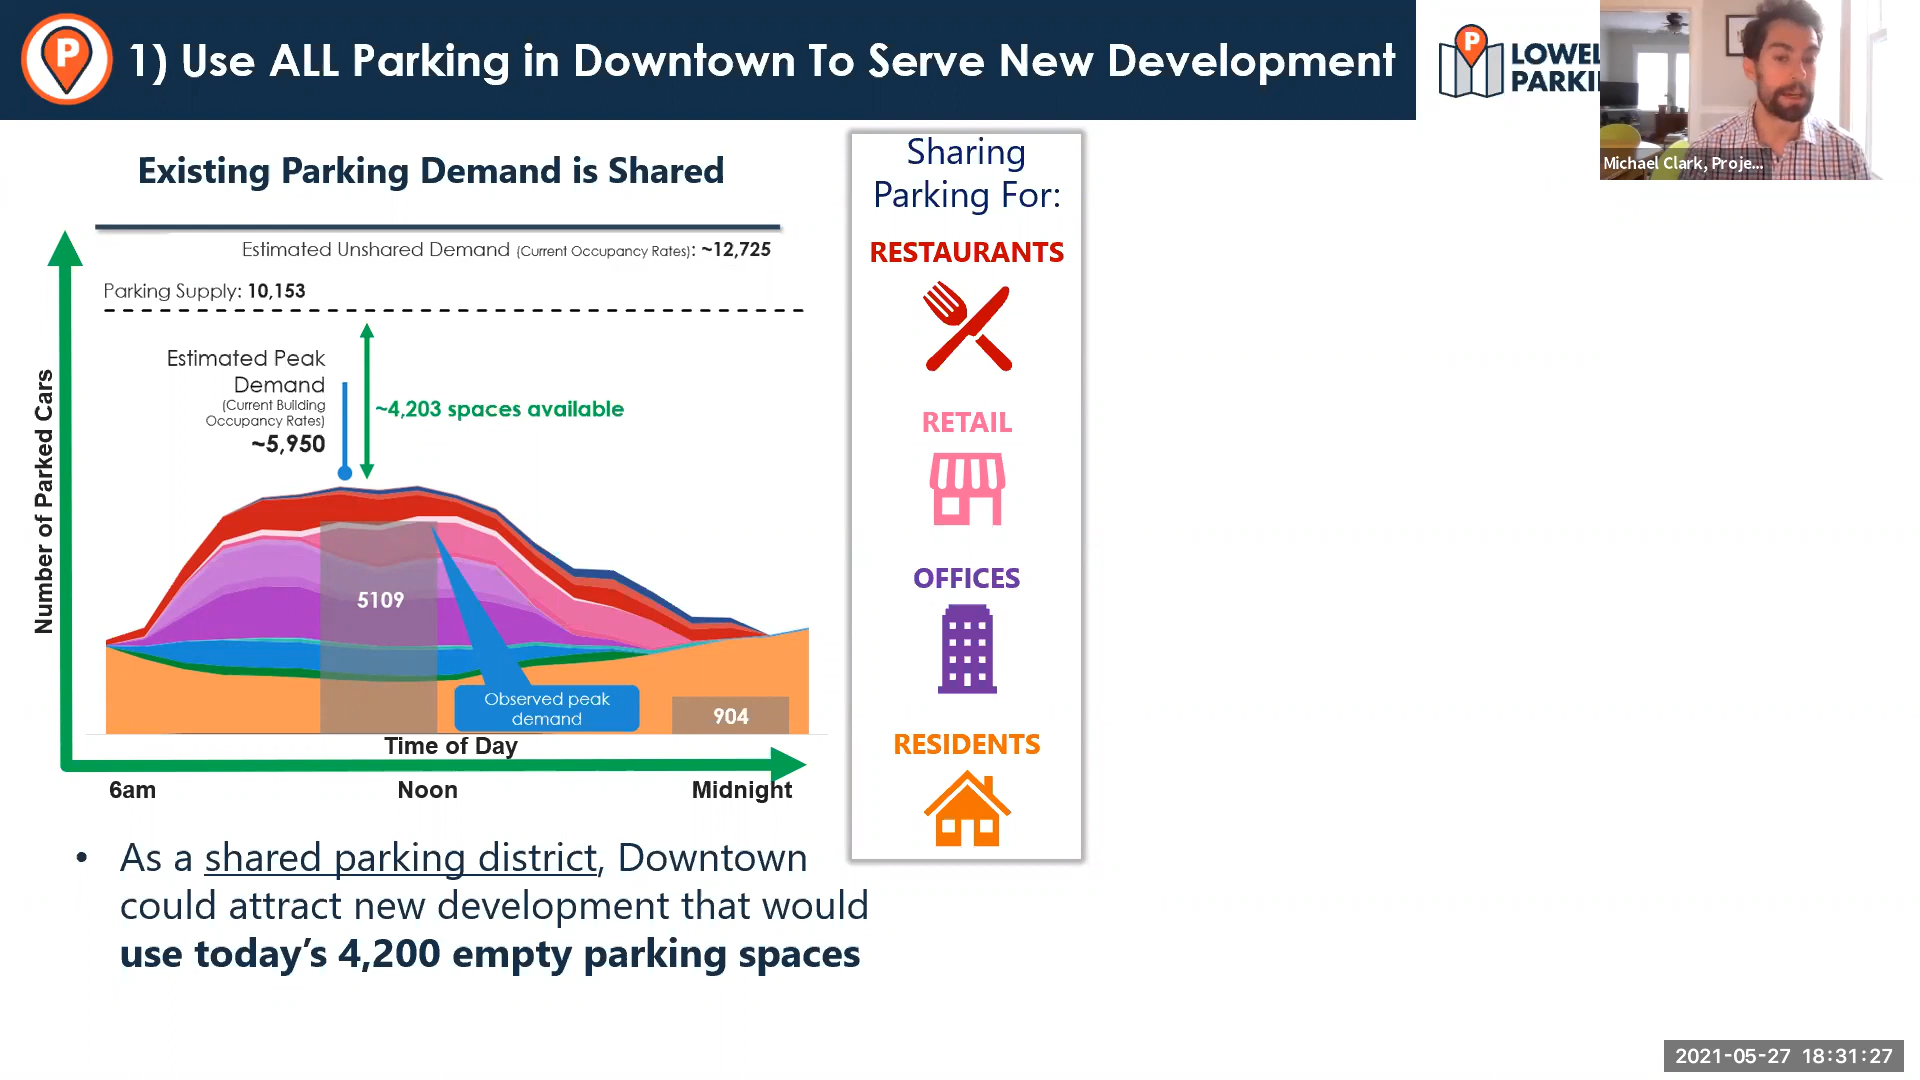 P
1) Use ALL Parking in Downtown To Serve New Development
P
LOWEL
PARKI
Michael Clark, Proje...
Existing Parking Demand is Shared
Estimated Unshared Demand (Current Occupancy Rates): ~12,725
Parking Supply: 10,153
Estimated Peak
Demand
(Current Building
Occupancy Rates)
~5,950
~4,203 spaces available
Number of Parked Cars
5109
Observed peak
demand
904
Time of Day
6am
Noon
Midnight
Sharing
Parking For:
RESTAURANTS
RETAIL
OFFICES
RESIDENTS
• As a shared parking district, Downtown
could attract new development that would
use today’s 4,200 empty parking spaces
2021-05-27 18:31:27